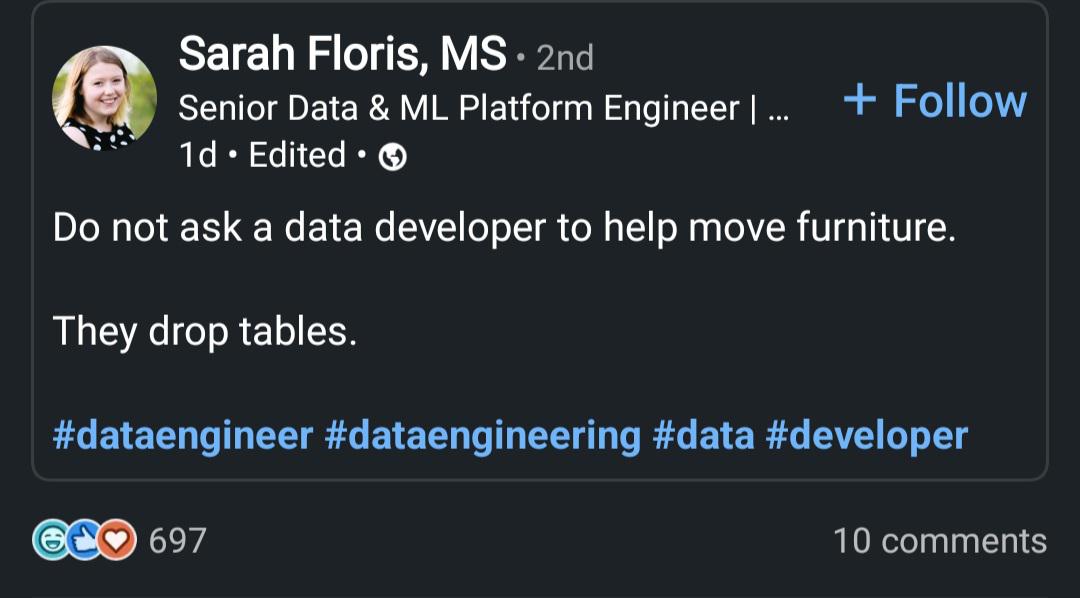 Sarah Floris, MS • 2nd
Senior Data & ML Platform Engineer | ...
+ Follow
1d • Edited •
Do not ask a data developer to help move furniture.
They drop tables.
#dataengineer #dataengineering #data #developer
697
10 comments